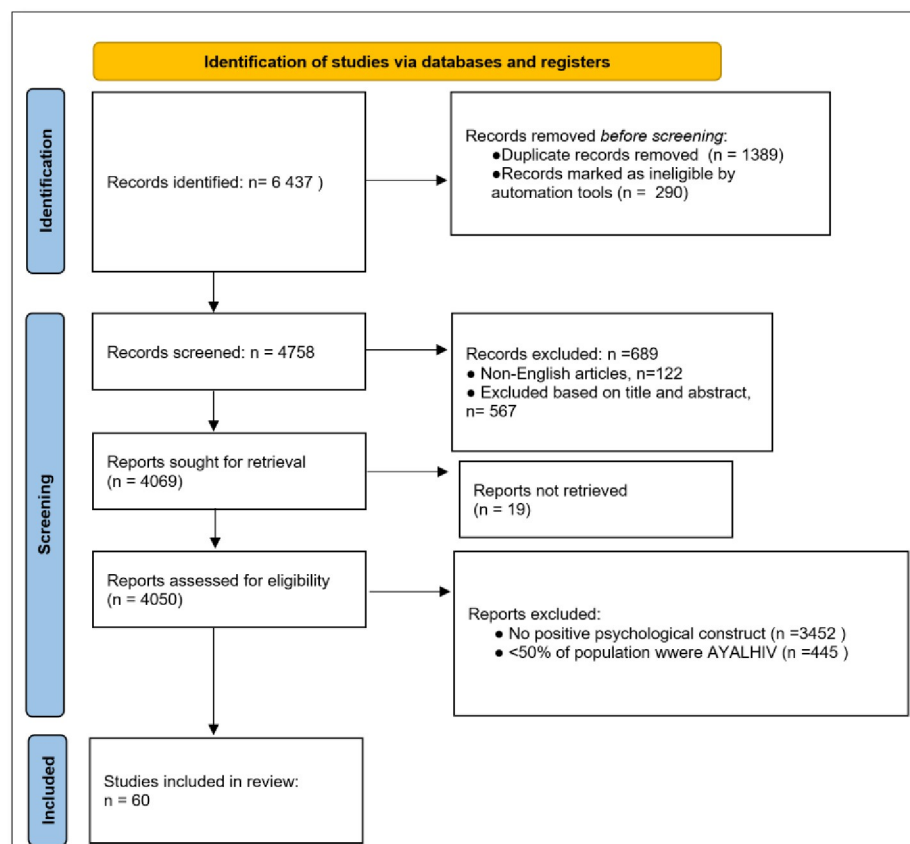 Identification of studies via databases and registers
Identification
Records identified: n= 6 437 )
Records removed before screening:
●Duplicate records removed (n = 1389)
●Records marked as ineligible by
automation tools (n = 290)
Screening
Records screened: n = 4758
Records excluded: n =689
● Non-English articles, n=122
● Excluded based on title and abstract,
n= 567
Reports sought for retrieval
(n = 4069)
Reports not retrieved
(n = 19)
Reports assessed for eligibility
(n = 4050)
Reports excluded:
● No positive psychological construct (n =3452 )
● <50% of population wwere AYALHIV (n =445 )
Included
Studies included in review:
n = 60